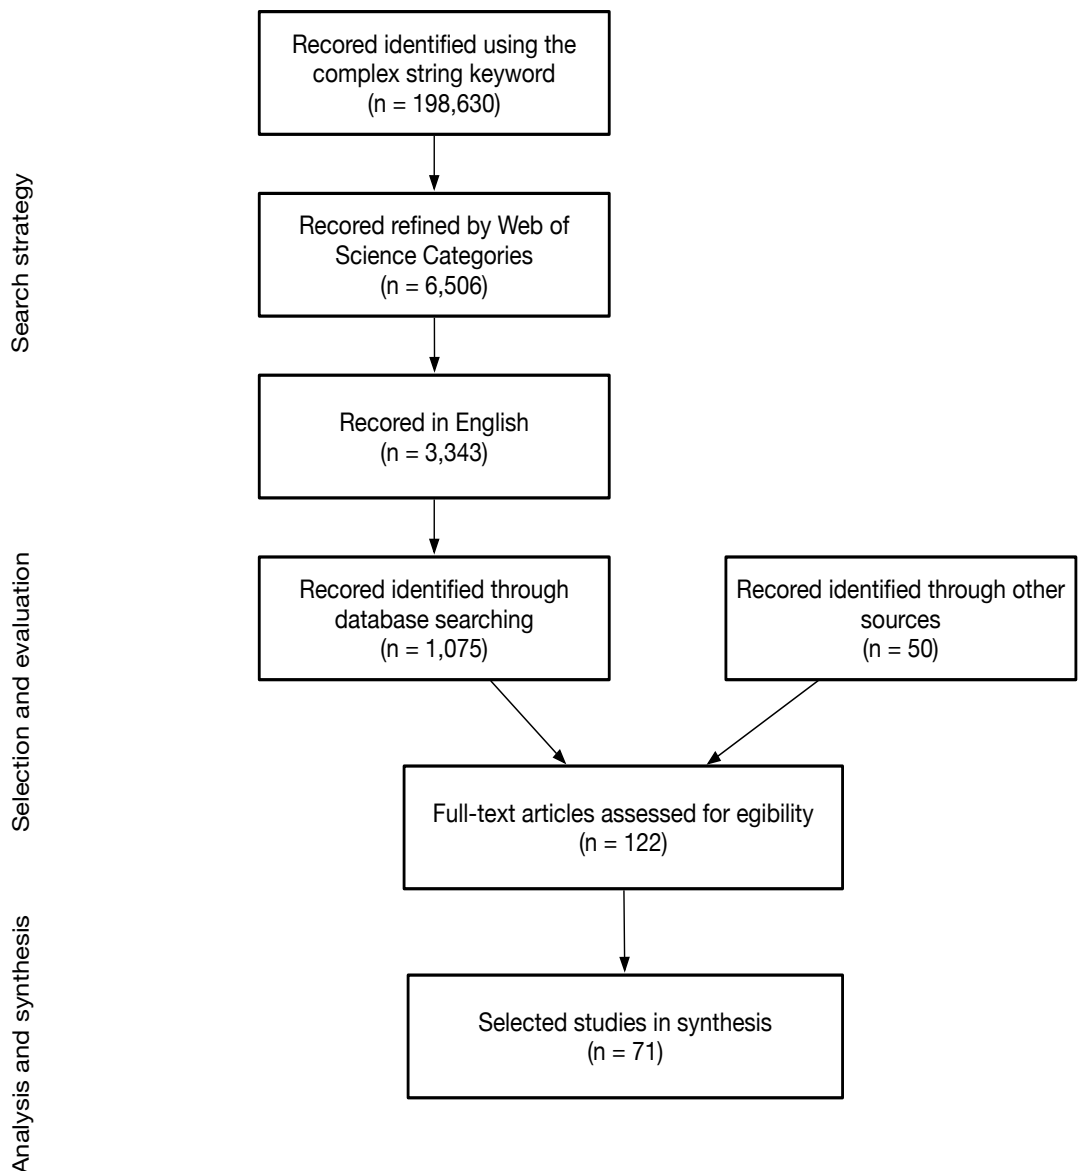 Recored identified using the
complex string keyword
(n = 198,630)
Search strategy
Recored refined by Web of
Science Categories
(n = 6,506)
Recored in English
(n = 3,343)
Selection and evaluation
Recored identified through
database searching
(n = 1,075)
Recored identified through other
sources
(n = 50)
Full-text articles assessed for egibility
(n = 122)
Analysis and synthesis
Selected studies in synthesis
(n = 71)